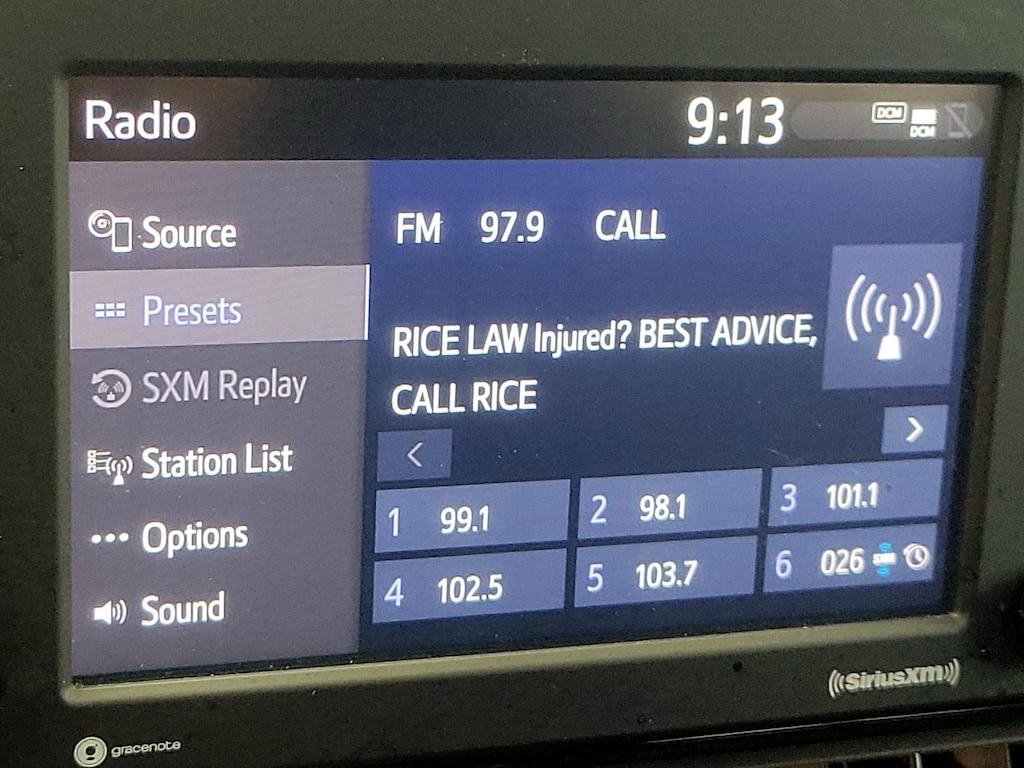 Radio
9:13
DCM
DCM
Source
Presets
SXM Replay
Station List
Options
Sound
FM 97.9 CALL
RICE LAW Injured? BEST ADVICE,
CALL RICE
<
>
1 99.1
2 98.1
3 101.1
4 102.5
5 103.7
6 026 SXM
SiriusXM
gracenote